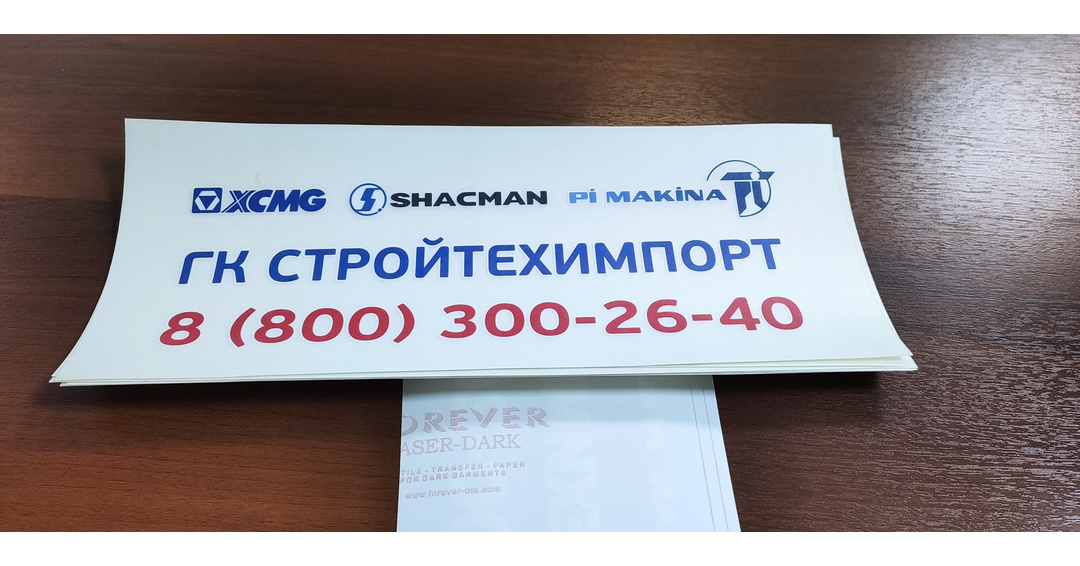 XCMG SHACMAN Pi MAKiNA Pi
ГК СТРОЙТЕХИМПОРТ
8 (800) 300-26-40
OREVER
ASER-DARK
TILE - TRANSFER - PAPER
FOR DARK GARMENTS
www.forever-ots.com